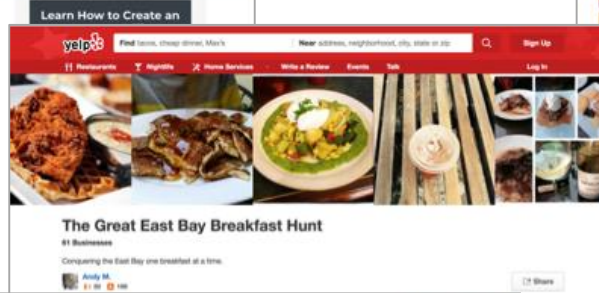 Learn How to Create an
yelp
Find tacos, cheap dinner, Max's
Near address, neighborhood, city, state or zip
Sign Up
Restaurants
Nightlife
Home Services
Write a Review
Events
Talk
Log In
The Great East Bay Breakfast Hunt
61 Businesses
Conquering the East Bay one breakfast at a time.
Andy M.
Share